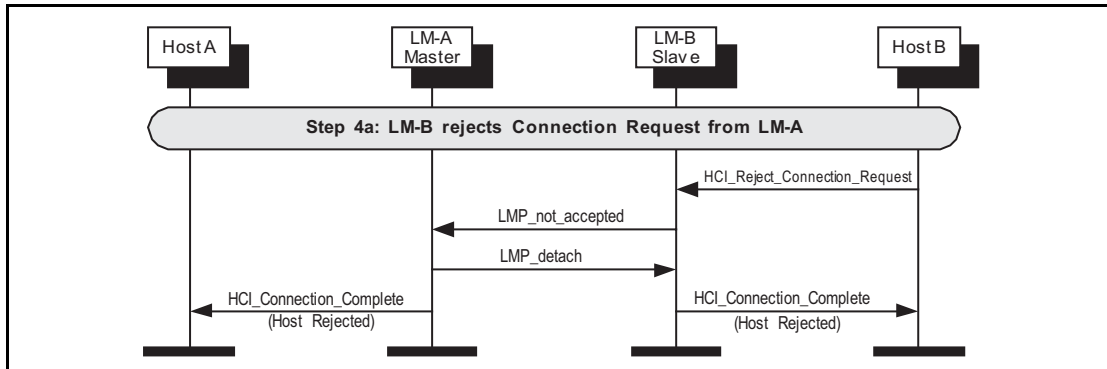 Host A
LM-A
Master
LM-B
Slave
Host B
Step 4a: LM-B rejects Connection Request from LM-A
HCI_Reject_Connection_Request
LMP_not_accepted
LMP_detach
HCI_Connection_Complete
(Host Rejected)
HCI_Connection_Complete
(Host Rejected)